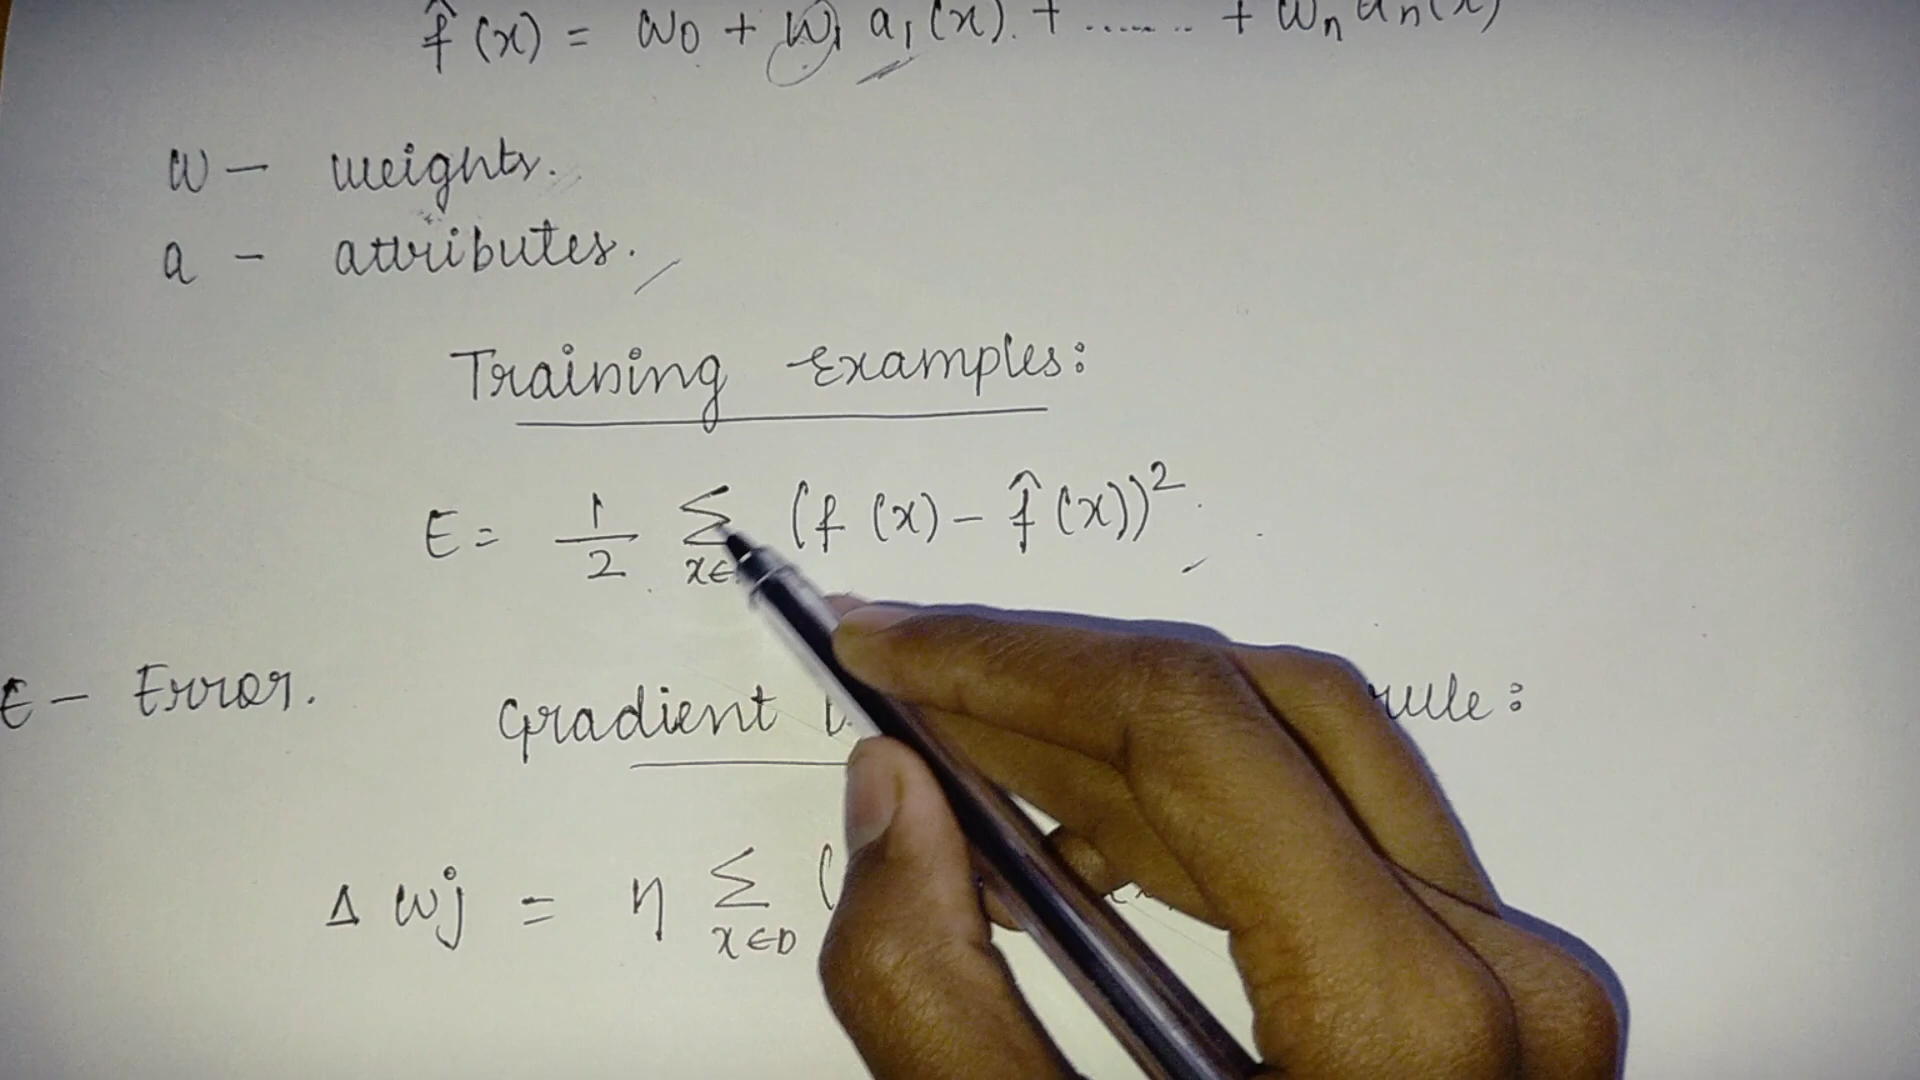 f̂(x) = w0 + w1 a1(x) + ........ + wn an(x)
w – weights.
a – attributes.
Training Examples:
E = 1/2 Σ x∈ (f(x) – f̂(x))²
E – Error.
Gradient rule:
Δ wj = η Σ x∈D (